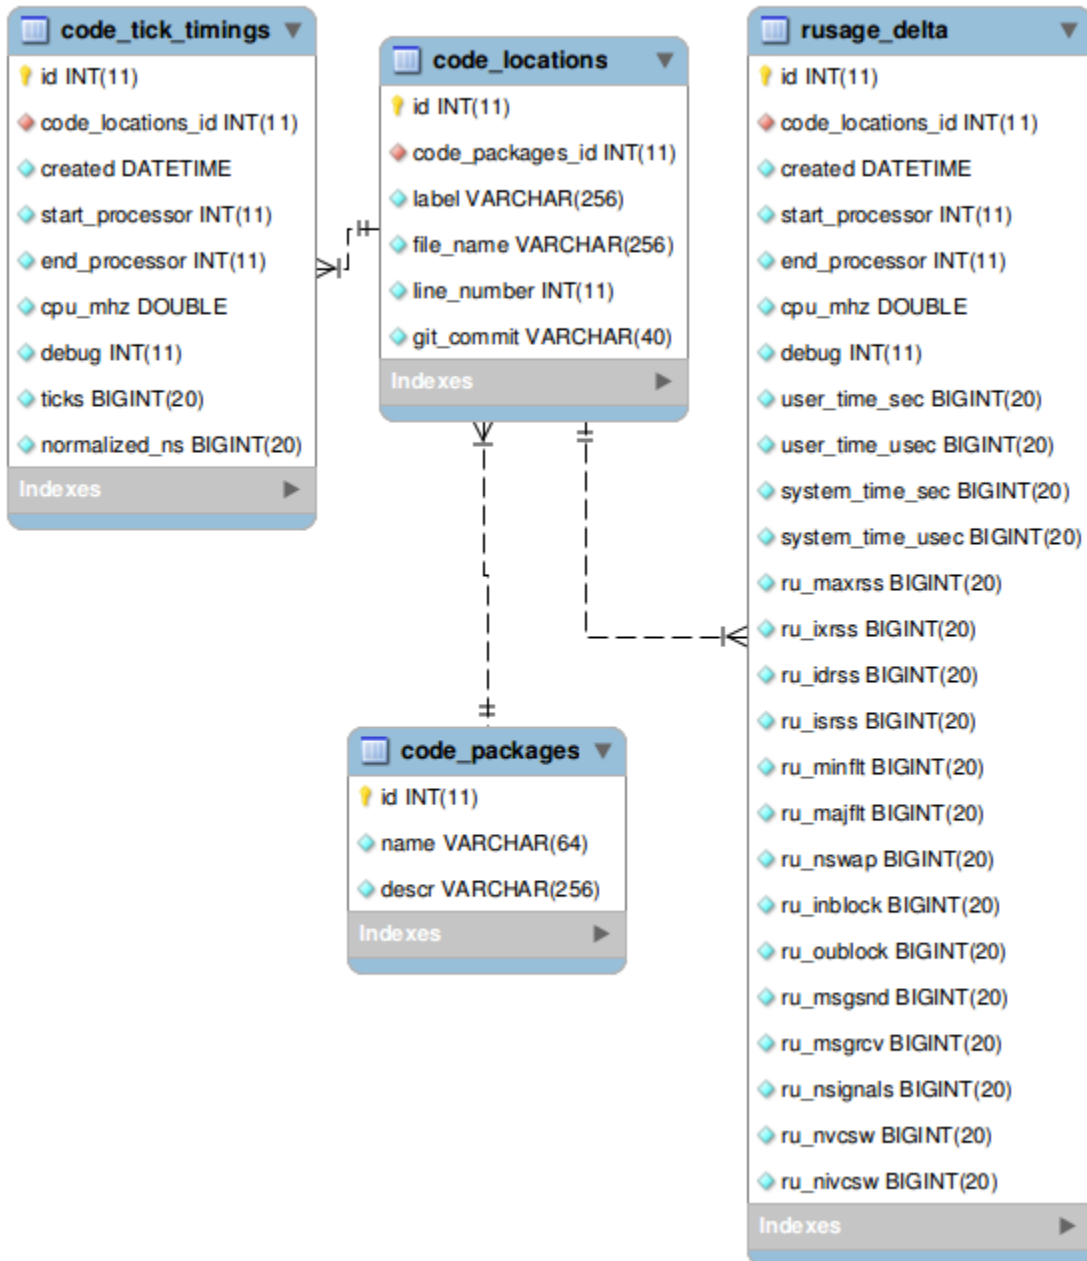 code_tick_timings
id INT(11)
code_locations_id INT(11)
created DATETIME
start_processor INT(11)
end_processor INT(11)
cpu_mhz DOUBLE
debug INT(11)
ticks BIGINT(20)
normalized_ns BIGINT(20)
Indexes
code_locations
id INT(11)
code_packages_id INT(11)
label VARCHAR(256)
file_name VARCHAR(256)
line_number INT(11)
git_commit VARCHAR(40)
Indexes
code_packages
id INT(11)
name VARCHAR(64)
descr VARCHAR(256)
Indexes
rusage_delta
id INT(11)
code_locations_id INT(11)
created DATETIME
start_processor INT(11)
end_processor INT(11)
cpu_mhz DOUBLE
debug INT(11)
user_time_sec BIGINT(20)
user_time_usec BIGINT(20)
system_time_sec BIGINT(20)
system_time_usec BIGINT(20)
ru_maxrss BIGINT(20)
ru_ixrss BIGINT(20)
ru_idrss BIGINT(20)
ru_isrss BIGINT(20)
ru_minflt BIGINT(20)
ru_majflt BIGINT(20)
ru_nswap BIGINT(20)
ru_inblock BIGINT(20)
ru_oublock BIGINT(20)
ru_msgsnd BIGINT(20)
ru_msgrcv BIGINT(20)
ru_nsignals BIGINT(20)
ru_nvcsw BIGINT(20)
ru_nivcsw BIGINT(20)
Indexes